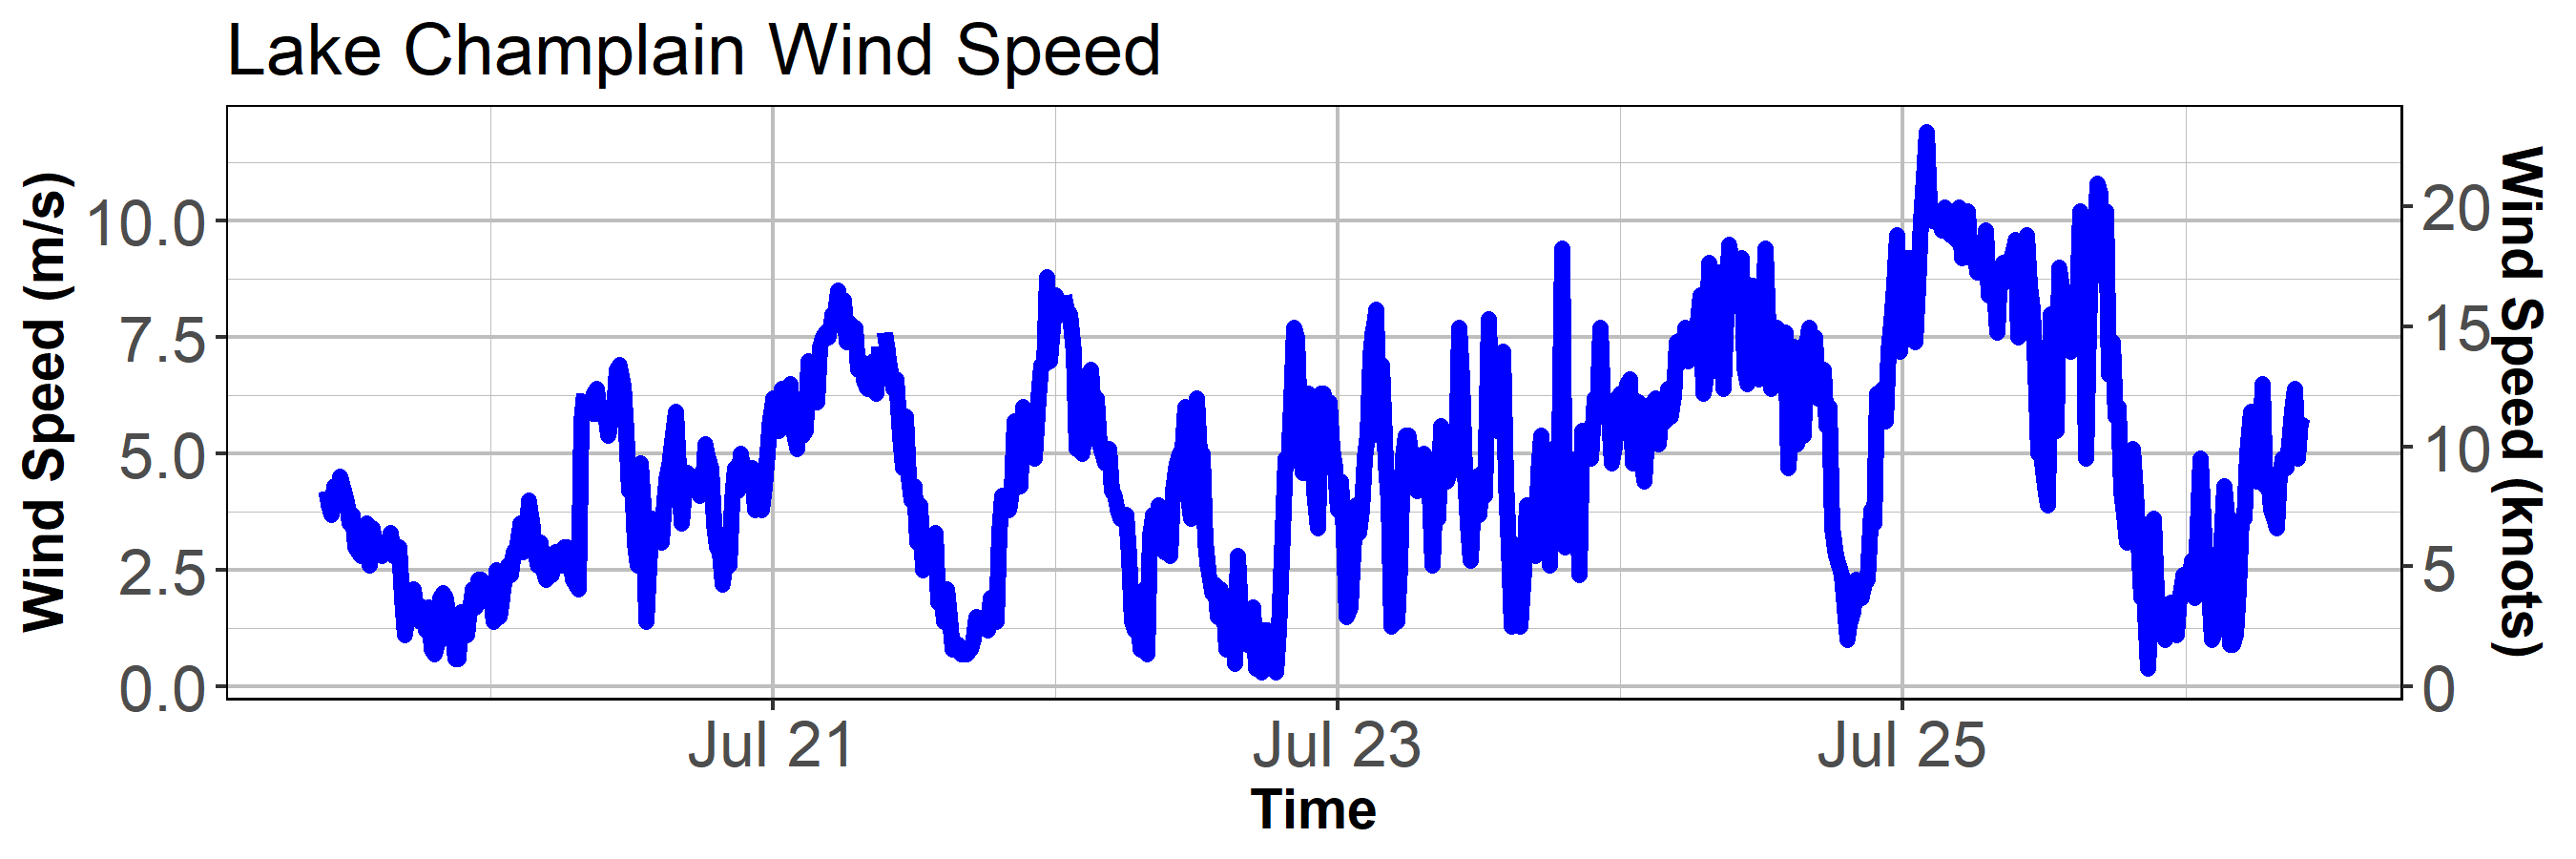 Lake Champlain Wind Speed
Wind Speed (m/s)
10.0
7.5
5.0
2.5
0.0
20
15
10
5
0
Wind Speed (knots)
Jul 21 Jul 23 Jul 25
Time